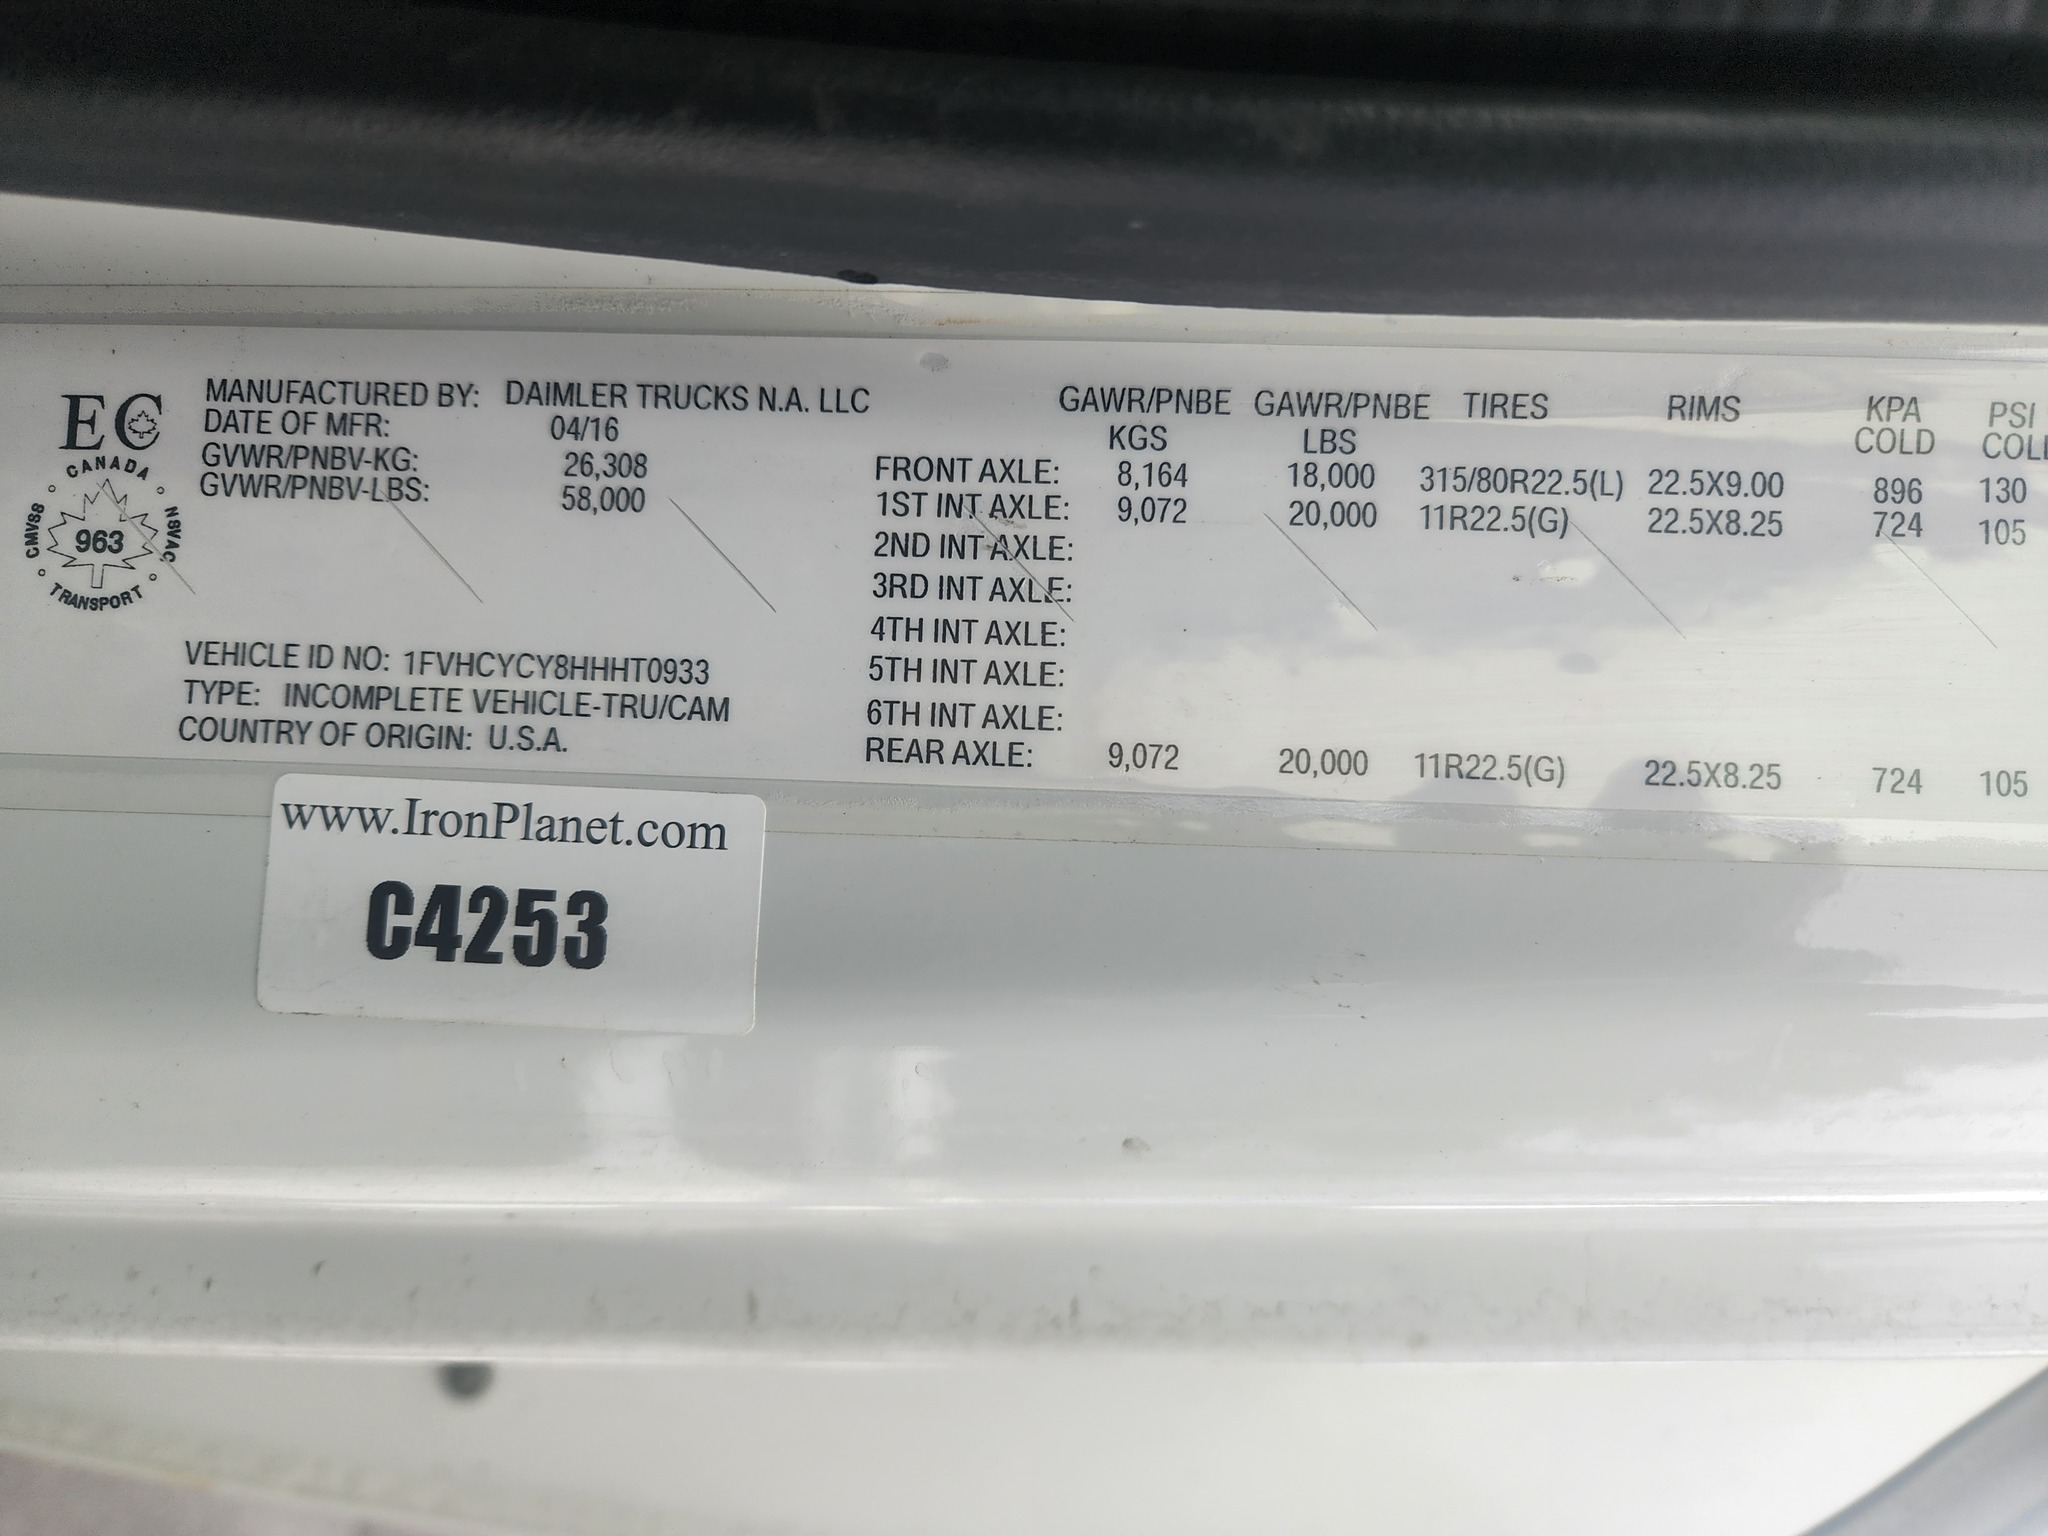 EC
CANADA
CMVSS
963
NSVAC
TRANSPORT
MANUFACTURED BY: DAIMLER TRUCKS N.A. LLC
DATE OF MFR: 04/16
GVWR/PNBV-KG: 26,308
GVWR/PNBV-LBS: 58,000
VEHICLE ID NO: 1FVHCYCY8HHHT0933
TYPE: INCOMPLETE VEHICLE-TRU/CAM
COUNTRY OF ORIGIN: U.S.A.
GAWR/PNBE GAWR/PNBE TIRES RIMS KPA PSI
KGS LBS COLD COL
FRONT AXLE: 8,164 18,000 315/80R22.5(L) 22.5X9.00 896 130
1ST INT AXLE: 9,072 20,000 11R22.5(G) 22.5X8.25 724 105
2ND INT AXLE:
3RD INT AXLE:
4TH INT AXLE:
5TH INT AXLE:
6TH INT AXLE:
REAR AXLE: 9,072 20,000 11R22.5(G) 22.5X8.25 724 105
www.IronPlanet.com
C4253